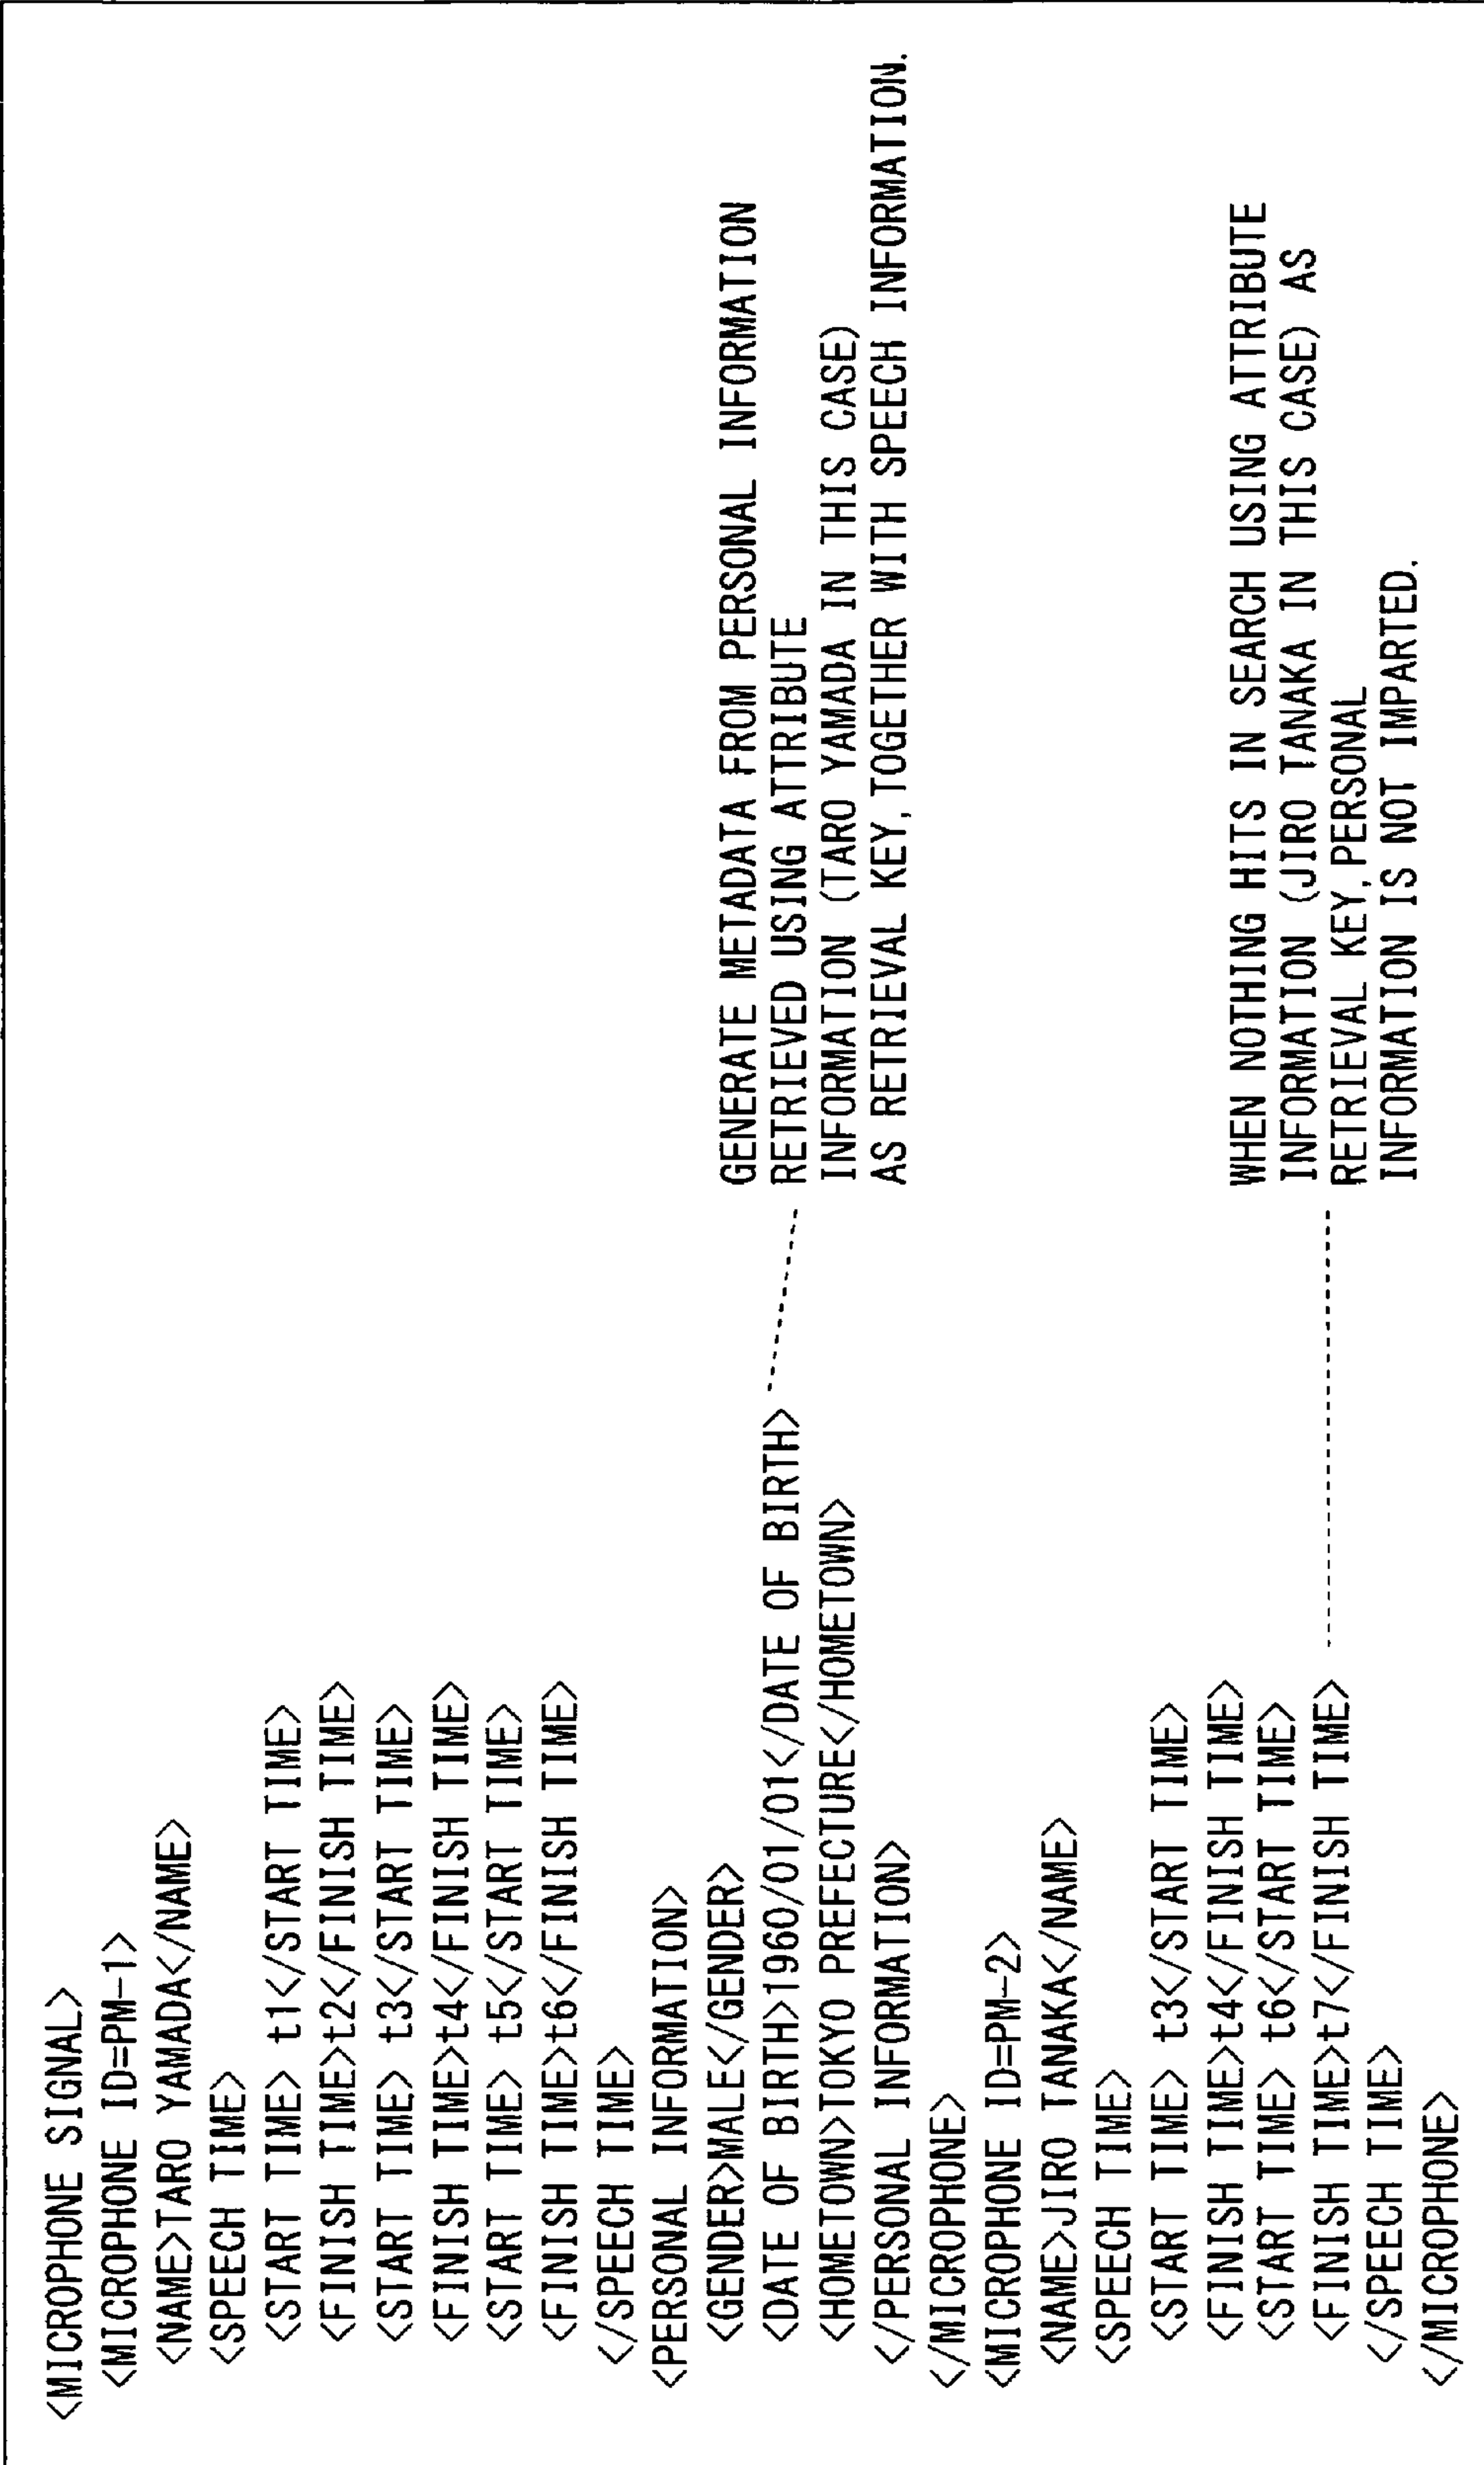 <MICROPHONE SIGNAL>
<MICROPHONE ID=PM-1>
<NAME>TARO YAMADA</NAME>
<SPEECH TIME>
<START TIME> t1</START TIME>
<FINISH TIME>t2</FINISH TIME>
<START TIME> t3</START TIME>
<FINISH TIME>t4</FINISH TIME>
<START TIME> t5</START TIME>
<FINISH TIME>t6</FINISH TIME>
</SPEECH TIME>
<PERSONAL INFORMATION>
<GENDER>MALE</GENDER>
<DATE OF BIRTH>1960/01/01</DATE OF BIRTH>
<HOMETOWN>TOKYO PREFECTURE</HOMETOWN>
</PERSONAL INFORMATION>
</MICROPHONE>
<MICROPHONE ID=PM-2>
<NAME>JIRO TANAKA</NAME>
<SPEECH TIME>
<START TIME> t3</START TIME>
<FINISH TIME>t4</FINISH TIME>
<START TIME> t6</START TIME>
<FINISH TIME>t7</FINISH TIME>
</SPEECH TIME>
</MICROPHONE>
GENERATE METADATA FROM PERSONAL INFORMATION
RETRIEVED USING ATTRIBUTE
INFORMATION (TARO YAMADA IN THIS CASE)
AS RETRIEVAL KEY, TOGETHER WITH SPEECH INFORMATION.
WHEN NOTHING HITS IN SEARCH USING ATTRIBUTE
INFORMATION (JIRO TANAKA IN THIS CASE) AS
RETRIEVAL KEY, PERSONAL
INFORMATION IS NOT IMPARTED.